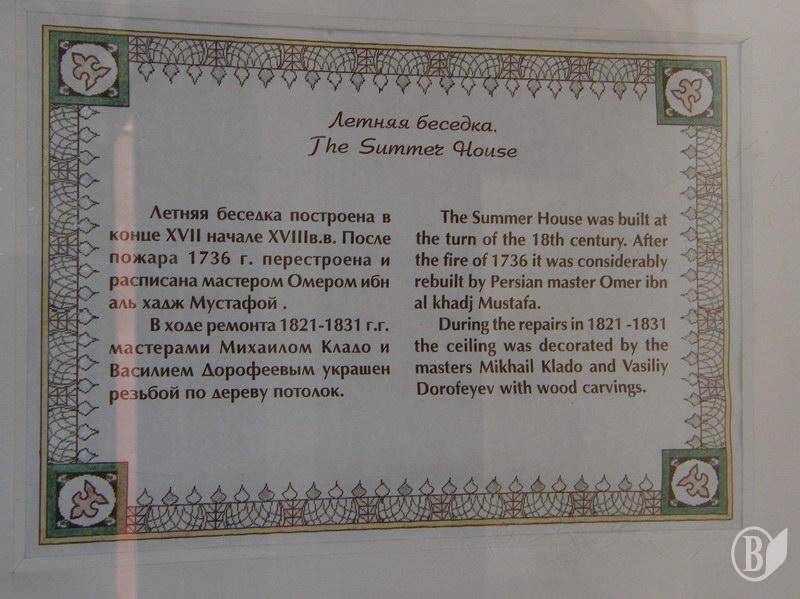 Летняя беседка.
The Summer House
Летняя беседка построена в
конце XVII начале XVIIIв.в. После
пожара 1736 г. перестроена и
расписана мастером Омером ибн
аль хадж Мустафой .
В ходе ремонта 1821-1831 г.г.
мастерами Михаилом Кладо и
Василием Дорофеевым украшен
резьбой по дереву потолок.
The Summer House was built at
the turn of the 18th century. After
the fire of 1736 it was considerably
rebuilt by Persian master Omer ibn
al khadj Mustafa.
During the repairs in 1821 -1831
the ceiling was decorated by the
masters Mikhail Klado and Vasiliy
Dorofeyev with wood carvings.
B